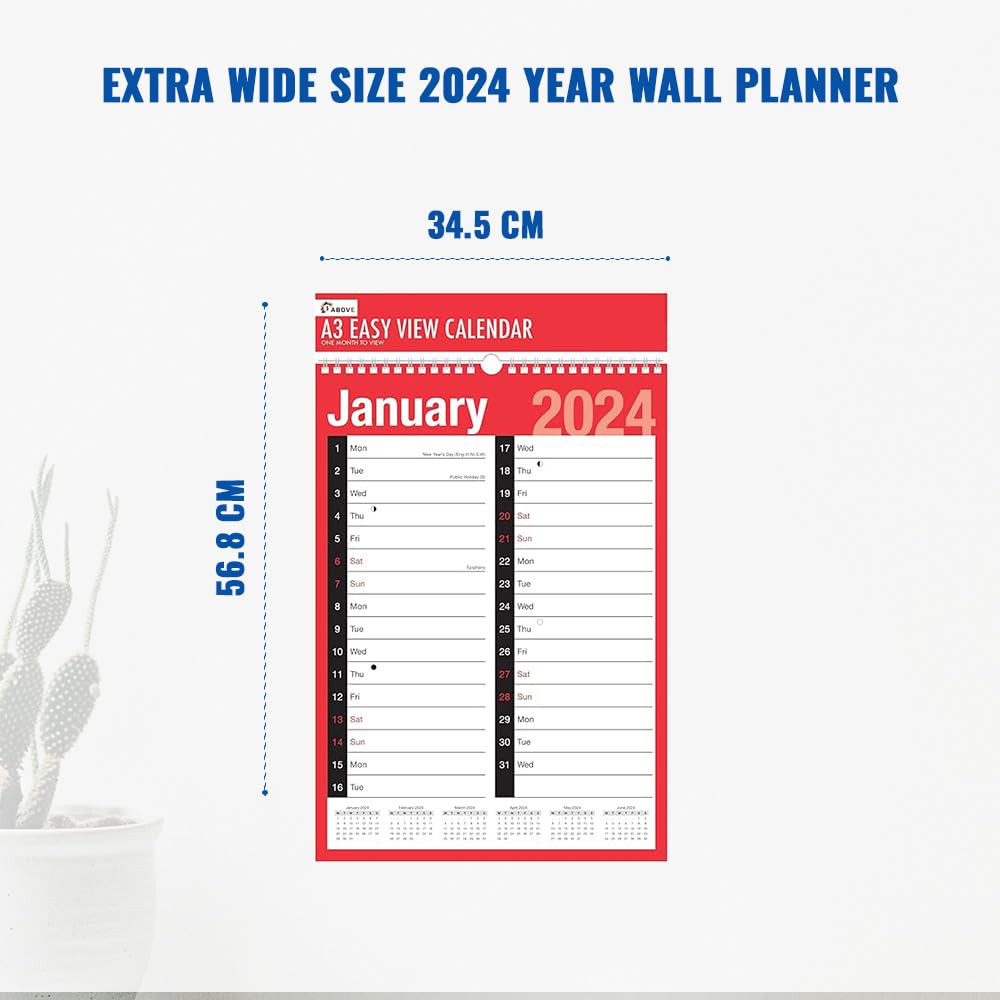 EXTRA WIDE SIZE 2024 YEAR WALL PLANNER
34.5 CM
56.8 CM
ABOVE
A3 EASY VIEW CALENDAR
ONE MONTH TO VIEW
January 2024
1 Mon
New Year's Day (Eng,Irl,N.I,S,W)
2 Tue
Public Holiday (S)
3 Wed
4 Thu
5 Fri
6 Sat
Epiphany
7 Sun
8 Mon
9 Tue
10 Wed
11 Thu
12 Fri
13 Sat
14 Sun
15 Mon
16 Tue
17 Wed
18 Thu
19 Fri
20 Sat
21 Sun
22 Mon
23 Tue
24 Wed
25 Thu
26 Fri
27 Sat
28 Sun
29 Mon
30 Tue
31 Wed
January 2024 February 2024 March 2024 April 2024 May 2024 June 2024